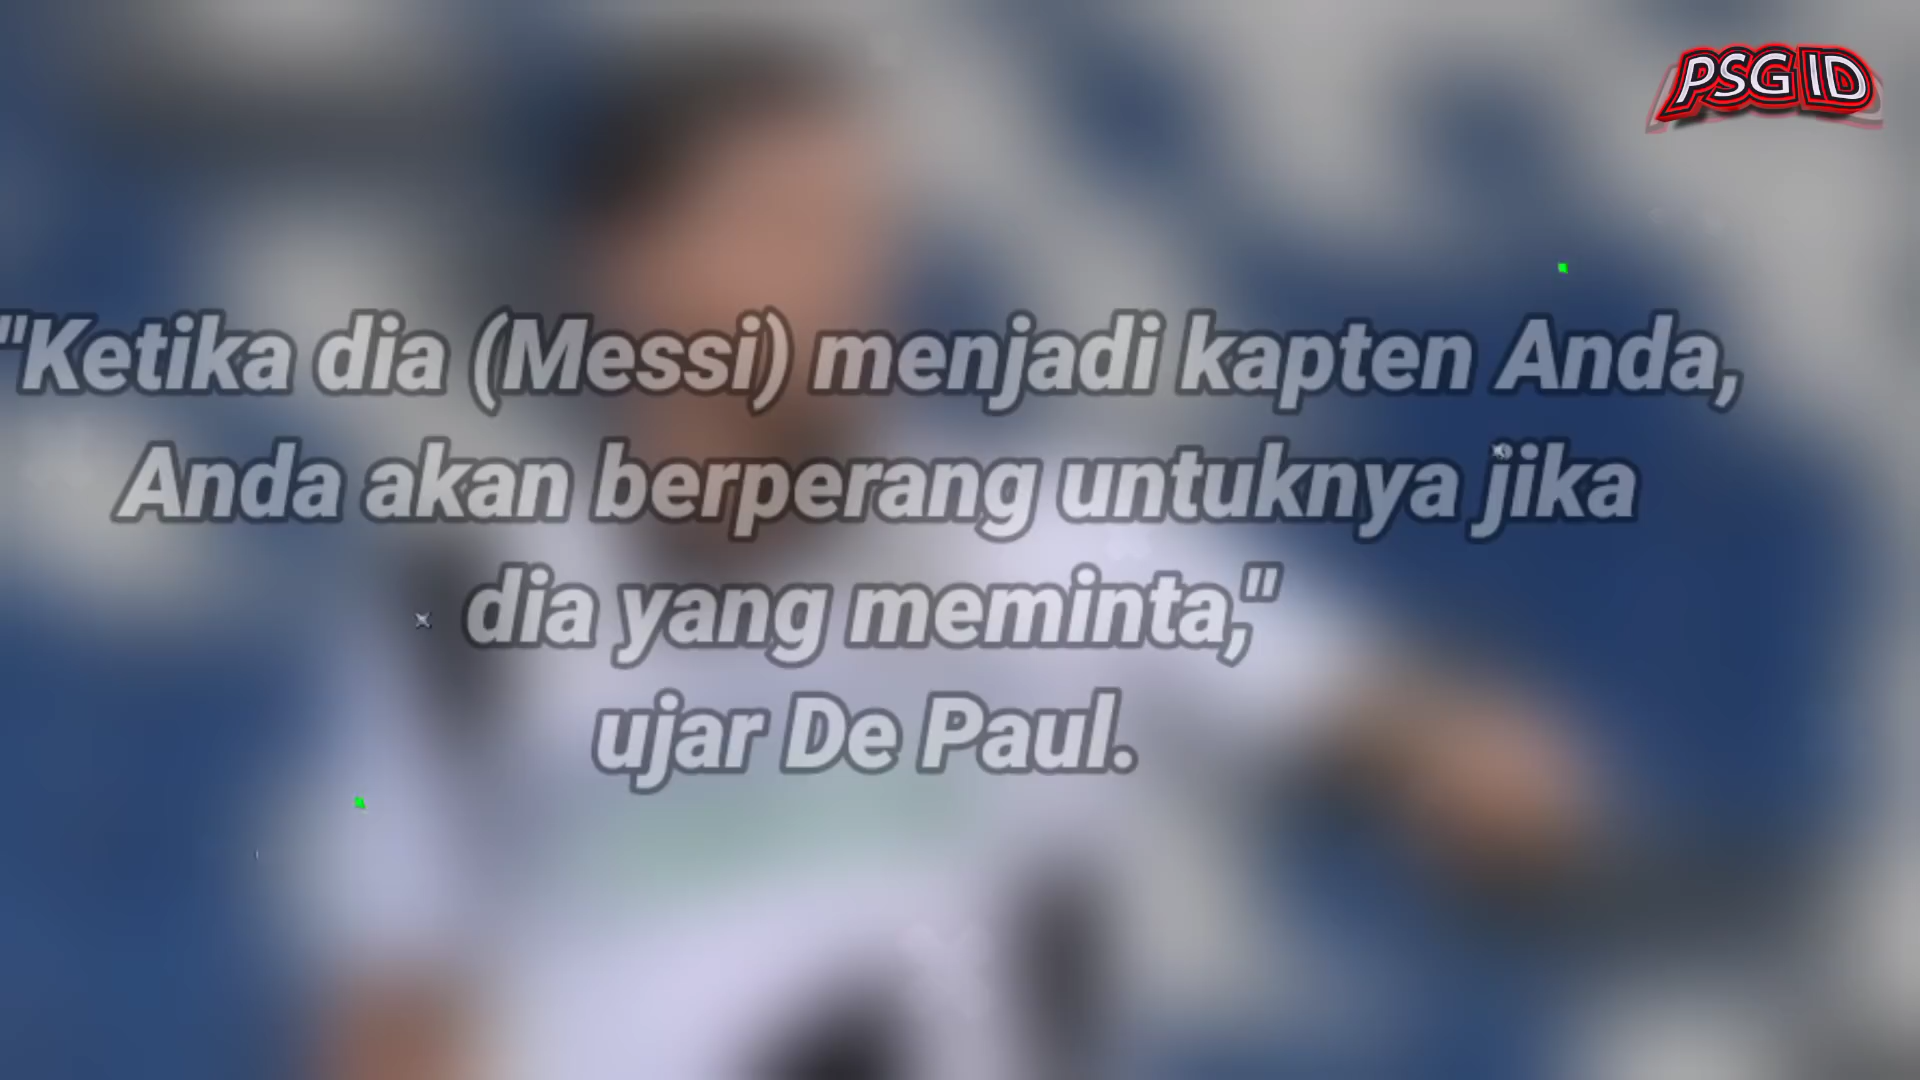 PSG ID
"Ketika dia (Messi) menjadi kapten Anda,
Anda akan berperang untuknya jika
dia yang meminta,"
ujar De Paul.